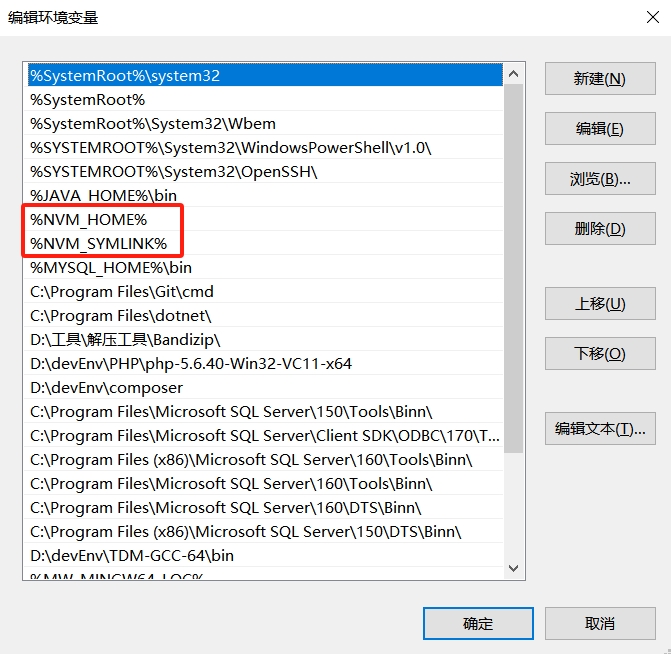 编辑环境变量
%SystemRoot%\system32
%SystemRoot%
%SystemRoot%\System32\Wbem
%SYSTEMROOT%\System32\WindowsPowerShell\v1.0\
%SYSTEMROOT%\System32\OpenSSH\
%JAVA_HOME%\bin
%NVM_HOME%
%NVM_SYMLINK%
%MYSQL_HOME%\bin
C:\Program Files\Git\cmd
C:\Program Files\dotnet\
D:\工具\解压工具\Bandizip\
D:\devEnv\PHP\php-5.6.40-Win32-VC11-x64
D:\devEnv\composer
C:\Program Files\Microsoft SQL Server\150\Tools\Binn\
C:\Program Files\Microsoft SQL Server\Client SDK\ODBC\170\T...
C:\Program Files (x86)\Microsoft SQL Server\160\Tools\Binn\
C:\Program Files\Microsoft SQL Server\160\Tools\Binn\
C:\Program Files\Microsoft SQL Server\160\DTS\Binn\
C:\Program Files (x86)\Microsoft SQL Server\150\DTS\Binn\
D:\devEnv\TDM-GCC-64\bin
%MW_MINGW64_LOC%
新建(N)
编辑(E)
浏览(B)...
删除(D)
上移(U)
下移(O)
编辑文本(T)...
确定
取消